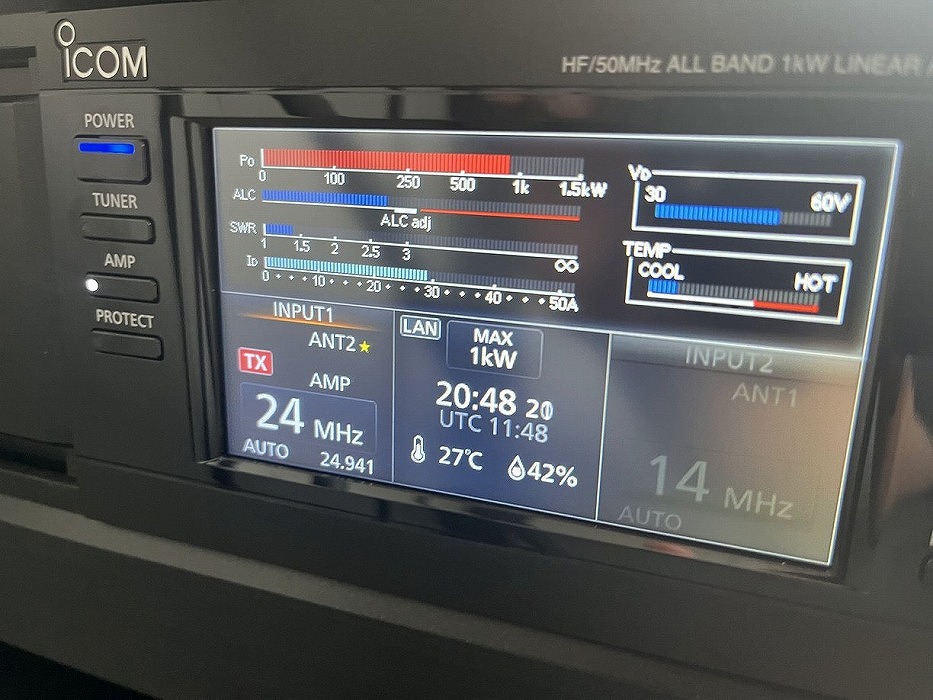 iCOM
HF/50MHz ALL BAND 1kW LINEAR
POWER
TUNER
AMP
PROTECT
Po
0 100 250 500 1k 1.5kW
ALC
ALC adj
SWR
1 1.5 2 2.5 3 ∞
ID
0 10 20 30 40 50A
VD
30 60V
TEMP
COOL HOT
INPUT1
ANT2★
TX
AMP
24 MHz
AUTO 24.941
LAN
MAX
1kW
20:48
UTC 11:48
27℃ 42%
INPUT2
ANT1
14 MHz
AUTO